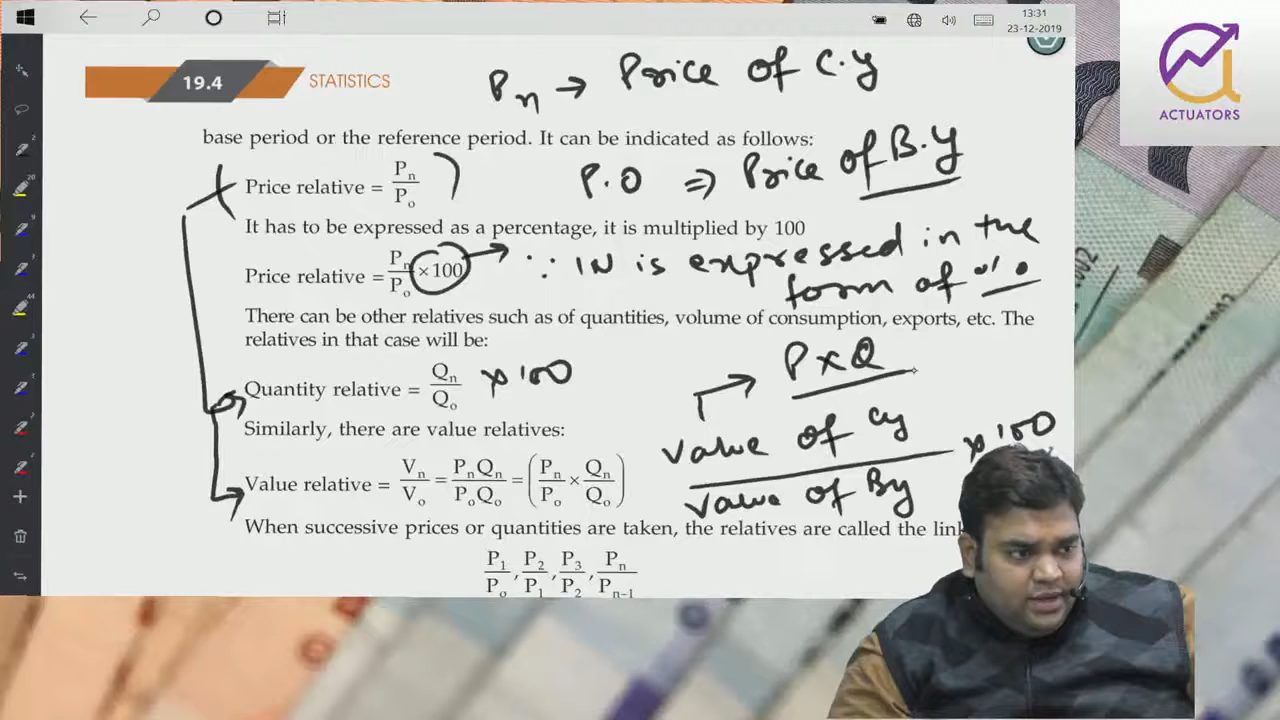 13:31
23-12-2019
ACTUATORS
19.4 STATISTICS
Pn → Price of C.Y
base period or the reference period. It can be indicated as follows:
Price relative = Pn/Po
P.O ⇒ Price of B.Y
It has to be expressed as a percentage, it is multiplied by 100
Price relative = Pn/Po × 100
→ ∵ IN is expressed in the
form of %
There can be other relatives such as of quantities, volume of consumption, exports, etc. The
relatives in that case will be:
P x Q
Quantity relative = Qn/Qo x 100
Similarly, there are value relatives:
Value of Cy
Value of By
x 100
Value relative = Vn/Vo = PnQn/PoQo = (Pn/Po × Qn/Qo)
When successive prices or quantities are taken, the relatives are called the link
P1/Po, P2/P1, P3/P2, Pn/Pn–1